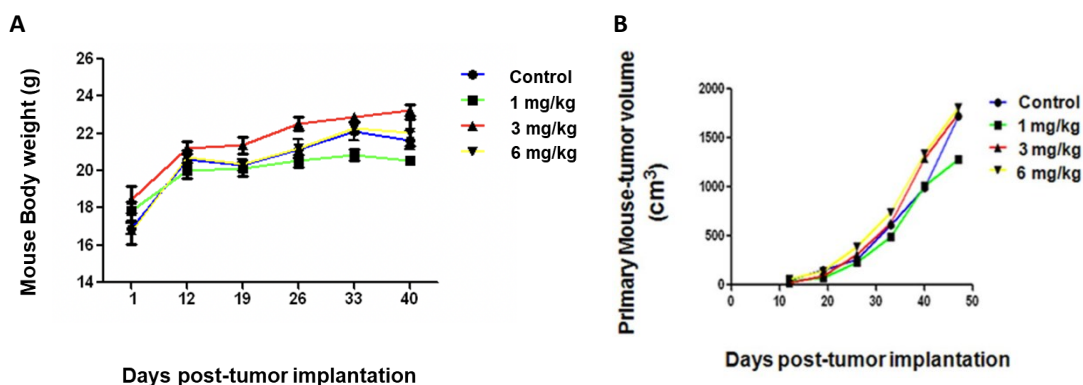 A
Mouse Body weight (g)
26
24
22
20
18
16
14
1 12 19 26 33 40
Days post-tumor implantation
Control
1 mg/kg
3 mg/kg
6 mg/kg
B
Primary Mouse-tumor volume
(cm3)
2000
1500
1000
500
0
0 10 20 30 40 50
Days post-tumor implantation
Control
1 mg/kg
3 mg/kg
6 mg/kg